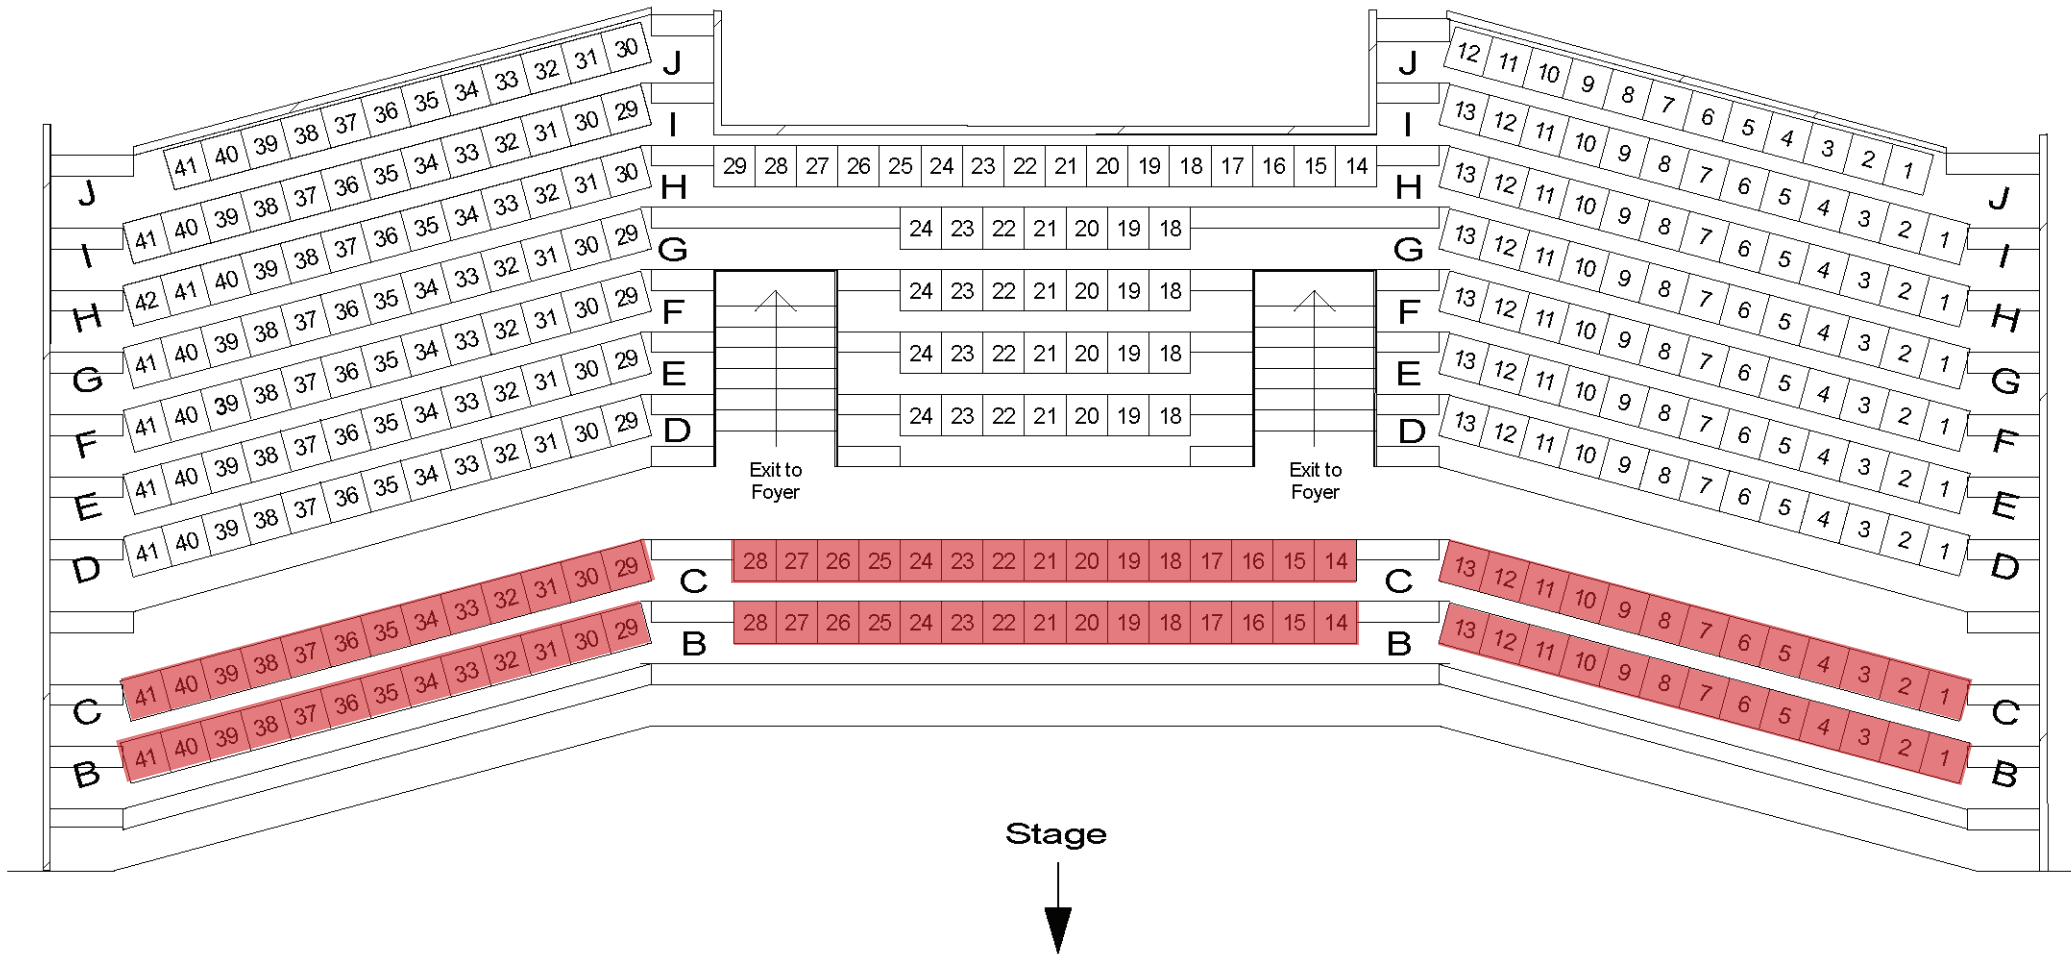 41 40 39 38 37 36 35 34 33 32 31 30 J
J 12 11 10 9 8 7 6 5 4 3 2 1
J
J
41 40 39 38 37 36 35 34 33 32 31 30 29 I
I 13 12 11 10 9 8 7 6 5 4 3 2 1
I
I
42 41 40 39 38 37 36 35 34 33 32 31 30 H
29 28 27 26 25 24 23 22 21 20 19 18 17 16 15 14
H 13 12 11 10 9 8 7 6 5 4 3 2 1
H
H
41 40 39 38 37 36 35 34 33 32 31 30 29 G
24 23 22 21 20 19 18
G 13 12 11 10 9 8 7 6 5 4 3 2 1
G
G
41 40 39 38 37 36 35 34 33 32 31 30 29 F
24 23 22 21 20 19 18
F 13 12 11 10 9 8 7 6 5 4 3 2 1
F
F
41 40 39 38 37 36 35 34 33 32 31 30 29 E
24 23 22 21 20 19 18
E 13 12 11 10 9 8 7 6 5 4 3 2 1
E
E
41 40 39 38 37 36 35 34 33 32 31 30 29 D
24 23 22 21 20 19 18
D 13 12 11 10 9 8 7 6 5 4 3 2 1
D
D
Exit to
Foyer
Exit to
Foyer
41 40 39 38 37 36 35 34 33 32 31 30 29 C
28 27 26 25 24 23 22 21 20 19 18 17 16 15 14
C 13 12 11 10 9 8 7 6 5 4 3 2 1
C
C
41 40 39 38 37 36 35 34 33 32 31 30 29 B
28 27 26 25 24 23 22 21 20 19 18 17 16 15 14
B 13 12 11 10 9 8 7 6 5 4 3 2 1
B
B
Stage